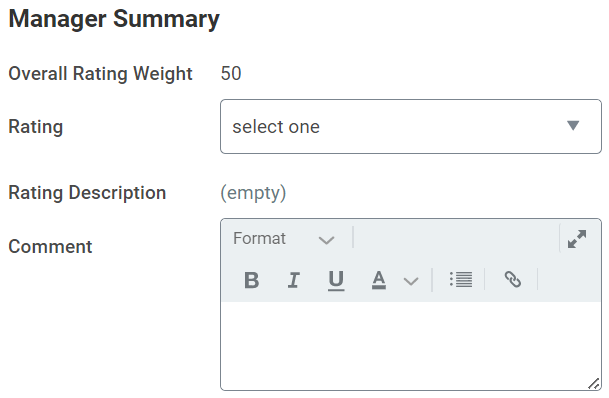 Manager Summary
Overall Rating Weight 50
Rating select one
Rating Description (empty)
Comment
Format
B I U A